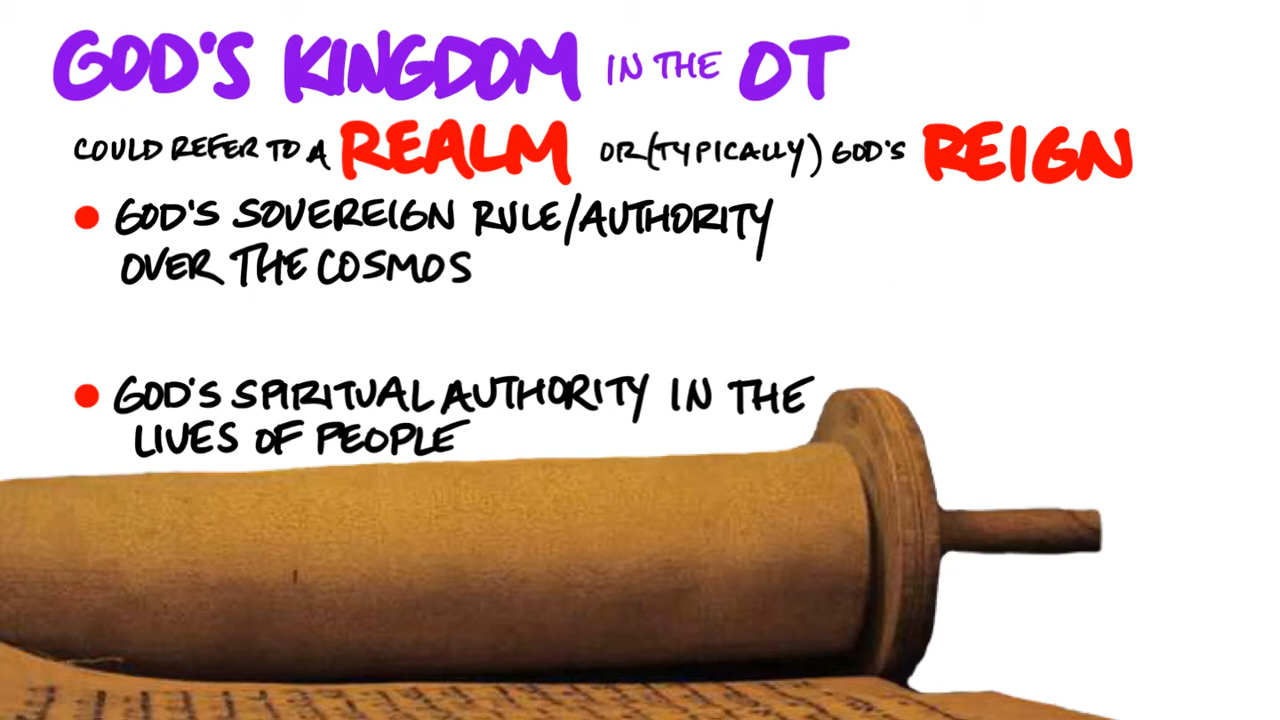 GOD'S KINGDOM IN THE OT
COULD REFER TO A REALM OR (TYPICALLY) GOD'S REIGN
• GOD'S SOVEREIGN RULE/AUTHORITY
OVER THE COSMOS
• GOD'S SPIRITUAL AUTHORITY IN THE
LIVES OF PEOPLE